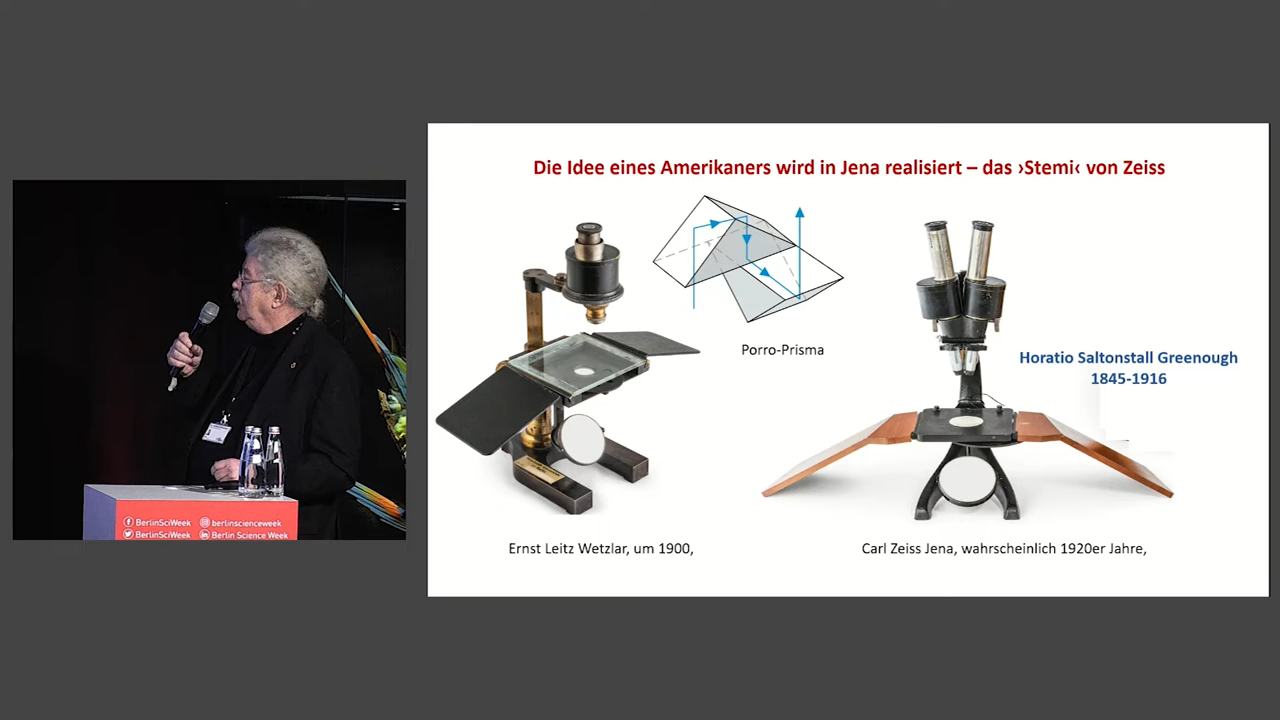 Die Idee eines Amerikaners wird in Jena realisiert – das ›Stemi‹ von Zeiss
Porro-Prisma
Horatio Saltonstall Greenough
1845-1916
Ernst Leitz Wetzlar, um 1900,
Carl Zeiss Jena, wahrscheinlich 1920er Jahre,
BerlinSciWeek
berlinscienceweek
BerlinSciWeek
Berlin Science Week